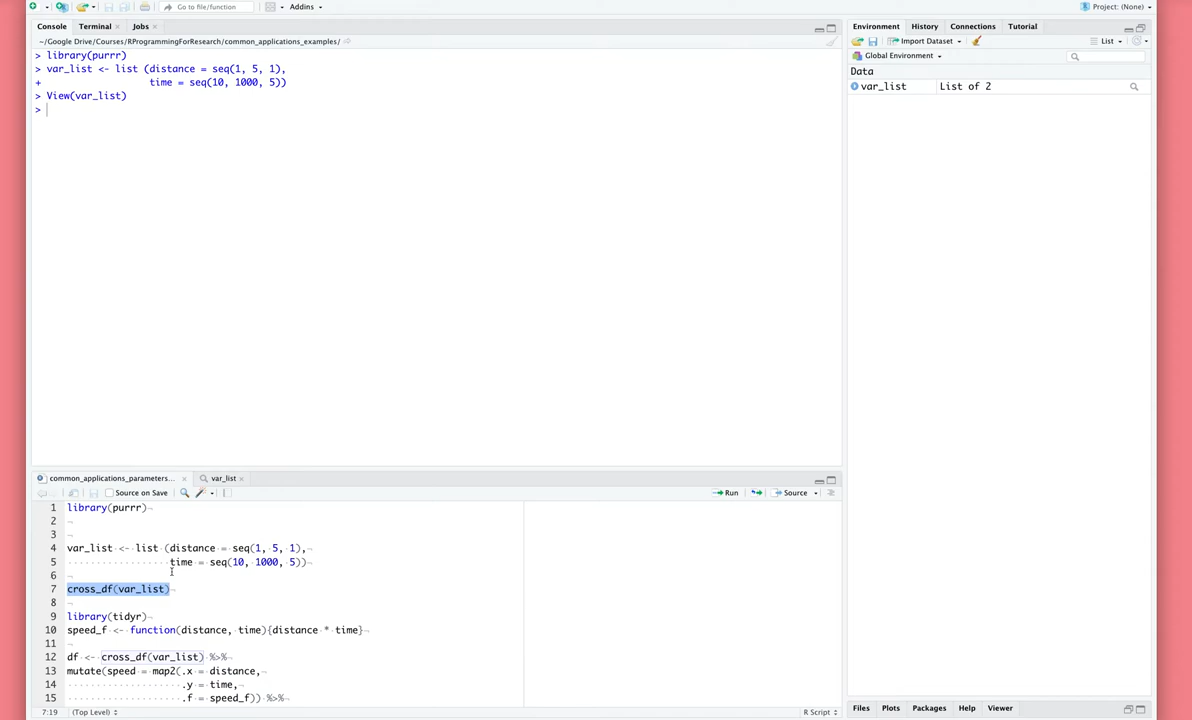 Go to file/function Addins Project: (None)
Console Terminal Jobs
~/Google Drive/Courses/RProgrammingForResearch/common_applications_examples/
> library(purrr)
> var_list <- list (distance = seq(1, 5, 1),
+ time = seq(10, 1000, 5))
> View(var_list)
>
Environment History Connections Tutorial
Import Dataset List
Global Environment
Data
var_list List of 2
common_applications_parameters... var_list
Source on Save Run Source
1 library(purrr)
2
3
4 var_list <- list (distance = seq(1, 5, 1),
5 time = seq(10, 1000, 5))
6
7 cross_df(var_list)
8
9 library(tidyr)
10 speed_f <- function(distance, time){distance * time}
11
12 df <- cross_df(var_list) %>%
13 mutate(speed = map2(.x = distance,
14 .y = time,
15 .f = speed_f)) %>%
7:19 (Top Level) R Script
Files Plots Packages Help Viewer